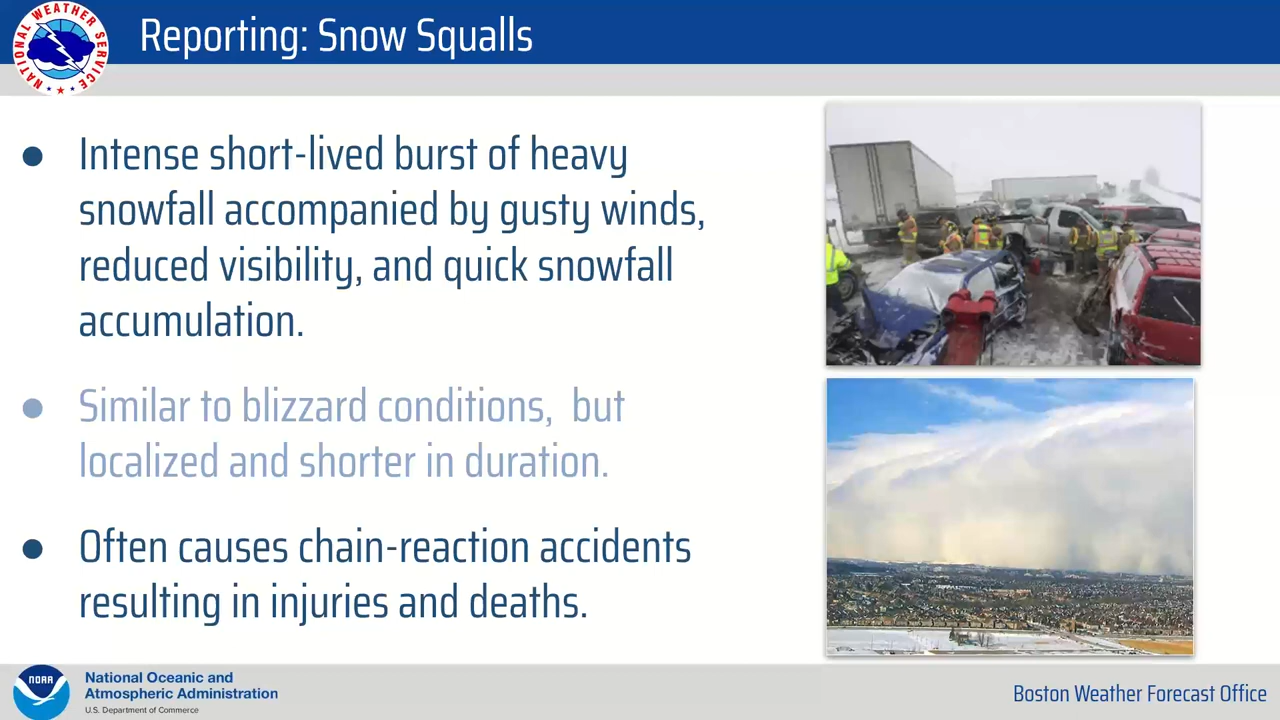 NATIONAL WEATHER SERVICE
Reporting: Snow Squalls
● Intense short-lived burst of heavy
snowfall accompanied by gusty winds,
reduced visibility, and quick snowfall
accumulation.
● Similar to blizzard conditions,  but
localized and shorter in duration.
● Often causes chain-reaction accidents
resulting in injuries and deaths.
NOAA
National Oceanic and
Atmospheric Administration
U.S. Department of Commerce
Boston Weather Forecast Office